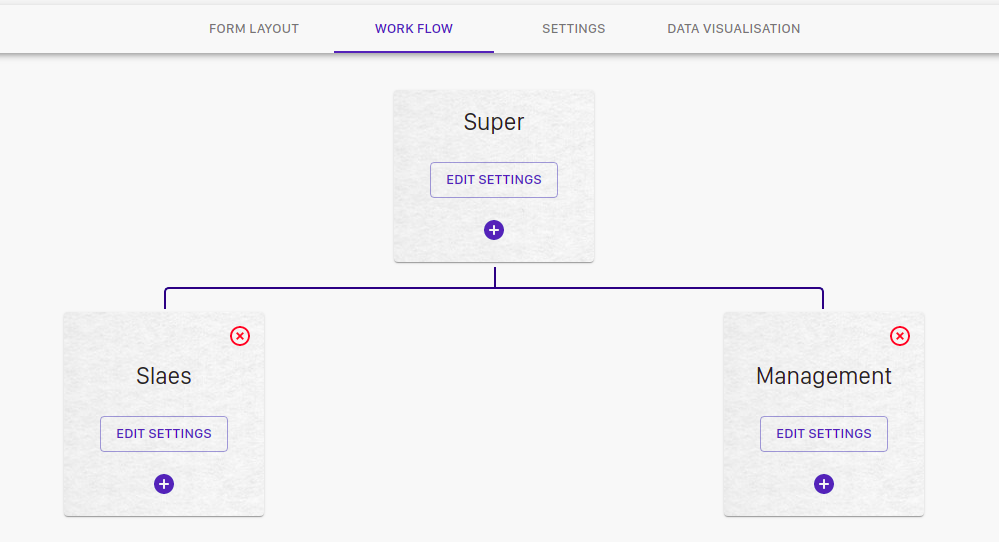 FORM LAYOUT WORK FLOW SETTINGS DATA VISUALISATION
Super
EDIT SETTINGS
Slaes
EDIT SETTINGS
Management
EDIT SETTINGS